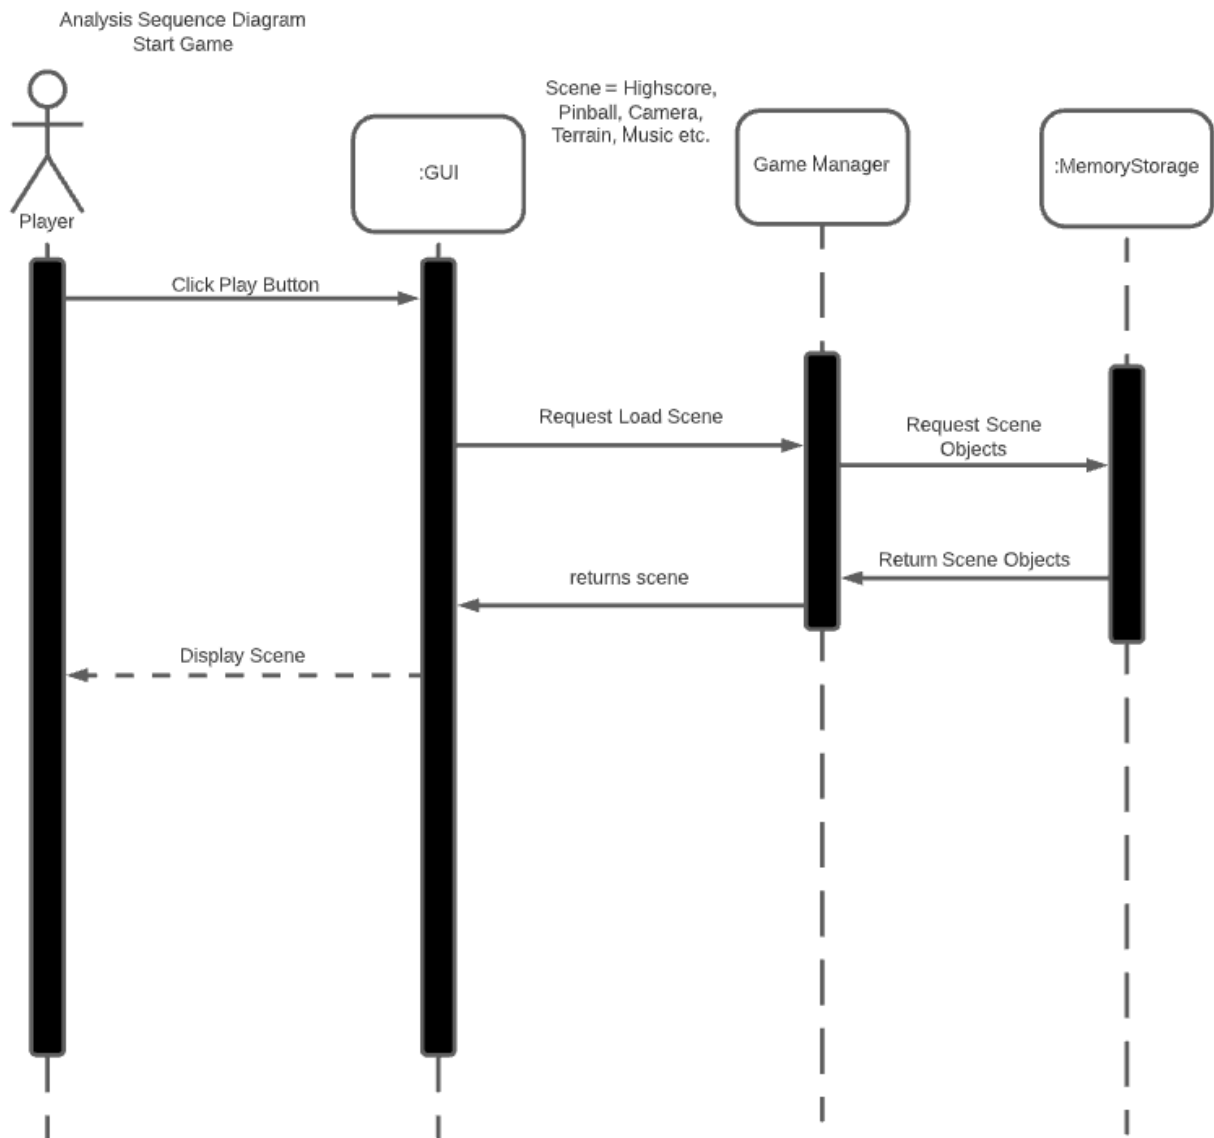 Analysis Sequence Diagram
Start Game
Scene = Highscore,
Pinball, Camera,
Terrain, Music etc.
Player
:GUI
Game Manager
:MemoryStorage
Click Play Button
Request Load Scene
Request Scene
Objects
Return Scene Objects
returns scene
Display Scene